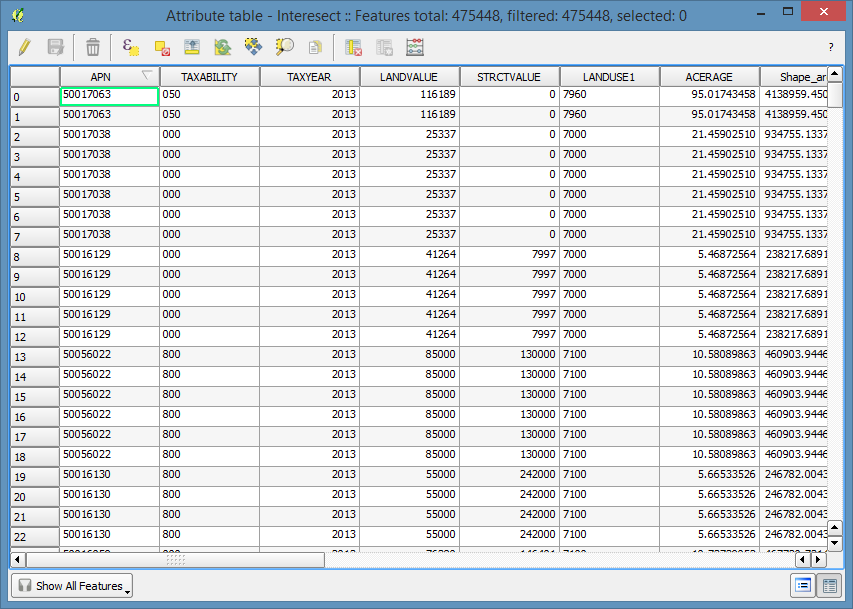 Attribute table - Interesect :: Features total: 475448, filtered: 475448, selected: 0
?
APN TAXABILITY TAXYEAR LANDVALUE STRCTVALUE LANDUSE1 ACERAGE Shape_ar
0 50017063 050 2013 116189 0 7960 95.01743458 4138959.450
1 50017063 050 2013 116189 0 7960 95.01743458 4138959.450
2 50017038 000 2013 25337 0 7000 21.45902510 934755.1337
3 50017038 000 2013 25337 0 7000 21.45902510 934755.1337
4 50017038 000 2013 25337 0 7000 21.45902510 934755.1337
5 50017038 000 2013 25337 0 7000 21.45902510 934755.1337
6 50017038 000 2013 25337 0 7000 21.45902510 934755.1337
7 50017038 000 2013 25337 0 7000 21.45902510 934755.1337
8 50016129 000 2013 41264 7997 7000 5.46872564 238217.6891
9 50016129 000 2013 41264 7997 7000 5.46872564 238217.6891
10 50016129 000 2013 41264 7997 7000 5.46872564 238217.6891
11 50016129 000 2013 41264 7997 7000 5.46872564 238217.6891
12 50016129 000 2013 41264 7997 7000 5.46872564 238217.6891
13 50056022 800 2013 85000 130000 7100 10.58089863 460903.9446
14 50056022 800 2013 85000 130000 7100 10.58089863 460903.9446
15 50056022 800 2013 85000 130000 7100 10.58089863 460903.9446
16 50056022 800 2013 85000 130000 7100 10.58089863 460903.9446
17 50056022 800 2013 85000 130000 7100 10.58089863 460903.9446
18 50056022 800 2013 85000 130000 7100 10.58089863 460903.9446
19 50016130 800 2013 55000 242000 7100 5.66533526 246782.0043
20 50016130 800 2013 55000 242000 7100 5.66533526 246782.0043
21 50016130 800 2013 55000 242000 7100 5.66533526 246782.0043
22 50016130 800 2013 55000 242000 7100 5.66533526 246782.0043
Show All Features